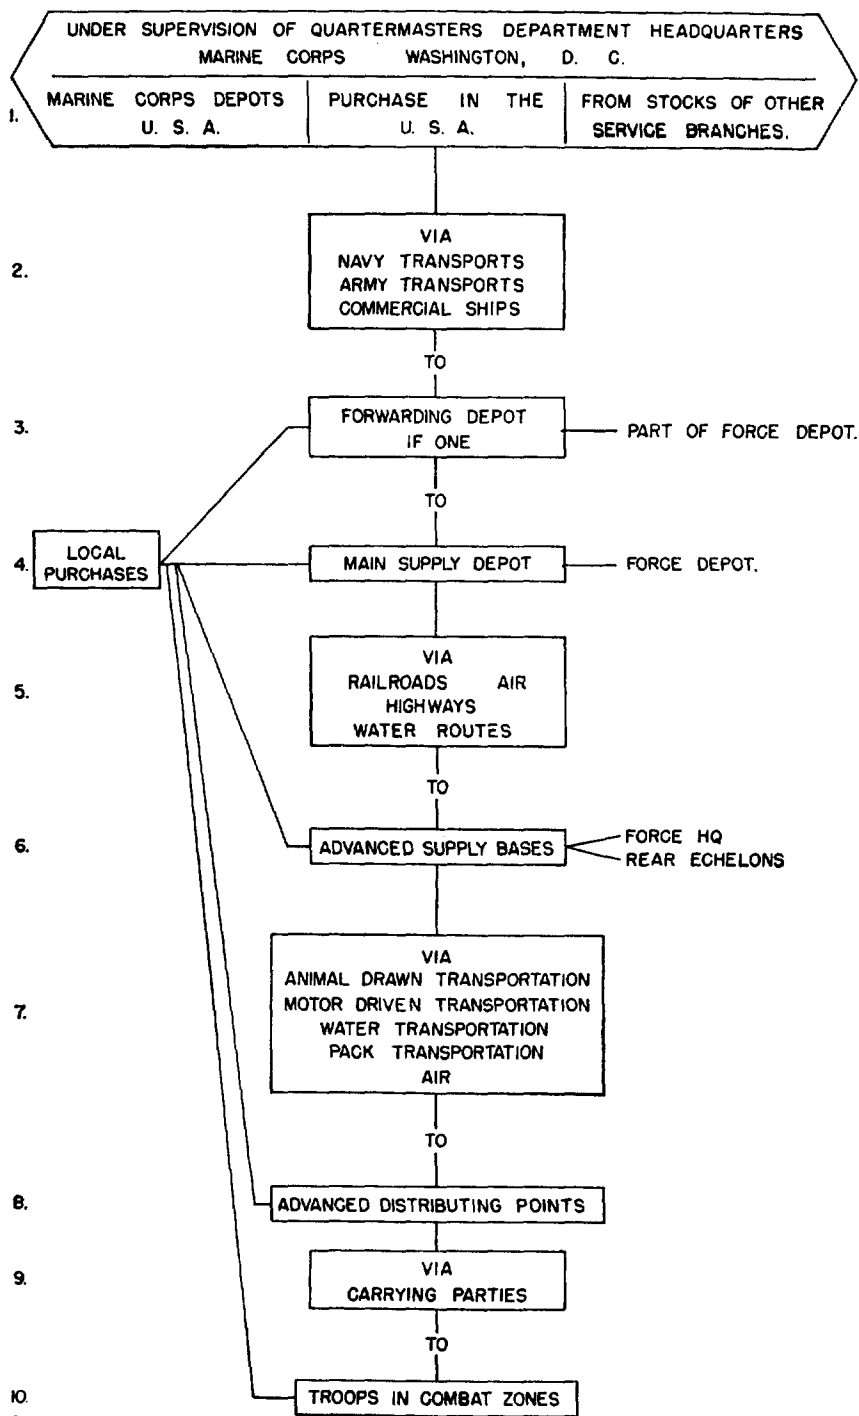 UNDER SUPERVISION OF QUARTERMASTERS DEPARTMENT HEADQUARTERS
MARINE CORPS WASHINGTON, D. C.
1.
MARINE CORPS DEPOTS
U. S. A.
PURCHASE IN THE
U. S. A.
FROM STOCKS OF OTHER
SERVICE BRANCHES.
2.
VIA
NAVY TRANSPORTS
ARMY TRANSPORTS
COMMERCIAL SHIPS
TO
3.
FORWARDING DEPOT
IF ONE
PART OF FORCE DEPOT.
TO
4.
LOCAL
PURCHASES
MAIN SUPPLY DEPOT
FORCE DEPOT.
5.
VIA
RAILROADS AIR
HIGHWAYS
WATER ROUTES
TO
6.
ADVANCED SUPPLY BASES
FORCE HQ
REAR ECHELONS
7.
VIA
ANIMAL DRAWN TRANSPORTATION
MOTOR DRIVEN TRANSPORTATION
WATER TRANSPORTATION
PACK TRANSPORTATION
AIR
TO
8.
ADVANCED DISTRIBUTING POINTS
9.
VIA
CARRYING PARTIES
TO
10.
TROOPS IN COMBAT ZONES